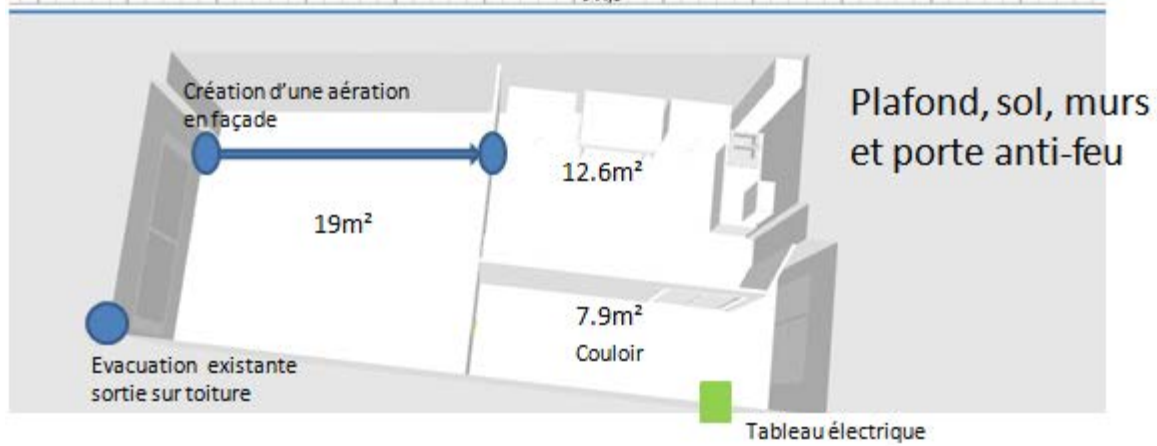 Création d'une aération
en façade
Plafond, sol, murs
et porte anti-feu
12.6m²
19m²
7.9m²
Couloir
Evacuation existante
sortie sur toiture
Tableau électrique